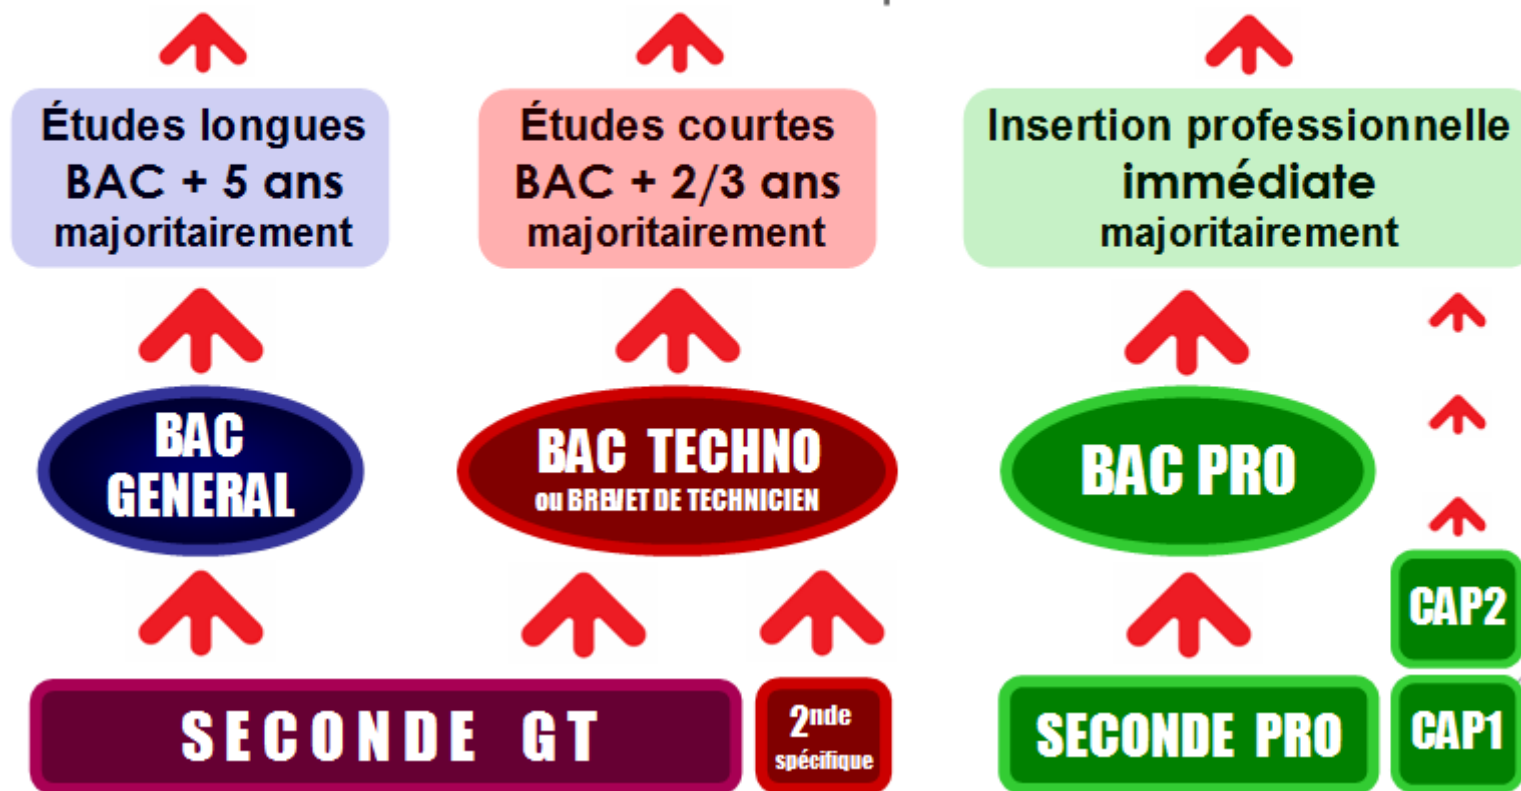 Études longues
BAC + 5 ans
majoritairement
Études courtes
BAC + 2/3 ans
majoritairement
Insertion professionnelle
immédiate
majoritairement
BAC
GENERAL
BAC TECHNO
ou BREVET DE TECHNICIEN
BAC PRO
CAP2
SECONDE GT
2nde
spécifique
SECONDE PRO
CAP1